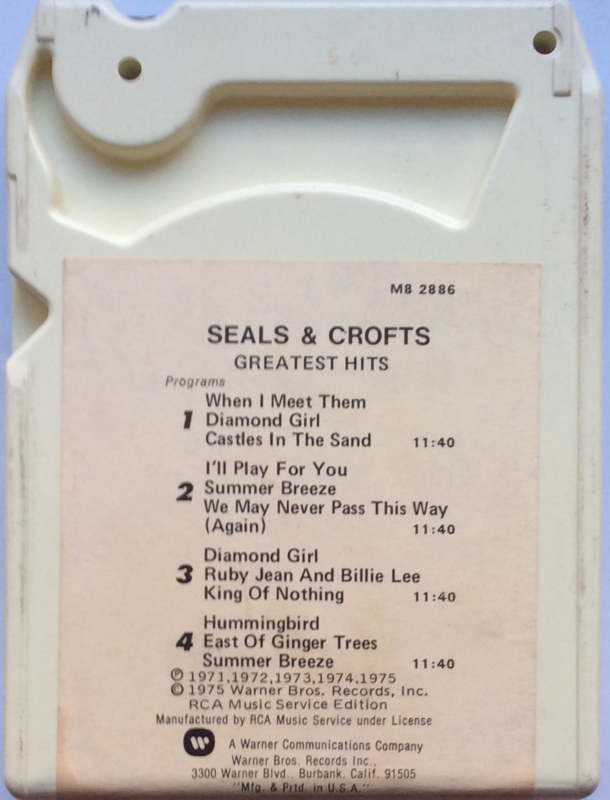 M8 2886
SEALS & CROFTS
GREATEST HITS
Programs
When I Meet Them
1 Diamond Girl
Castles In The Sand 11:40
I'll Play For You
2 Summer Breeze
We May Never Pass This Way
(Again) 11:40
Diamond Girl
3 Ruby Jean And Billie Lee
King Of Nothing 11:40
Hummingbird
4 East Of Ginger Trees
Summer Breeze 11:40
℗ 1971,1972,1973,1974,1975
© 1975 Warner Bros. Records, Inc.
RCA Music Service Edition
Manufactured by RCA Music Service under License
W A Warner Communications Company
Warner Bros. Records Inc.,
3300 Warner Blvd., Burbank, Calif. 91505
"Mfg. & Prtd. in U.S.A."